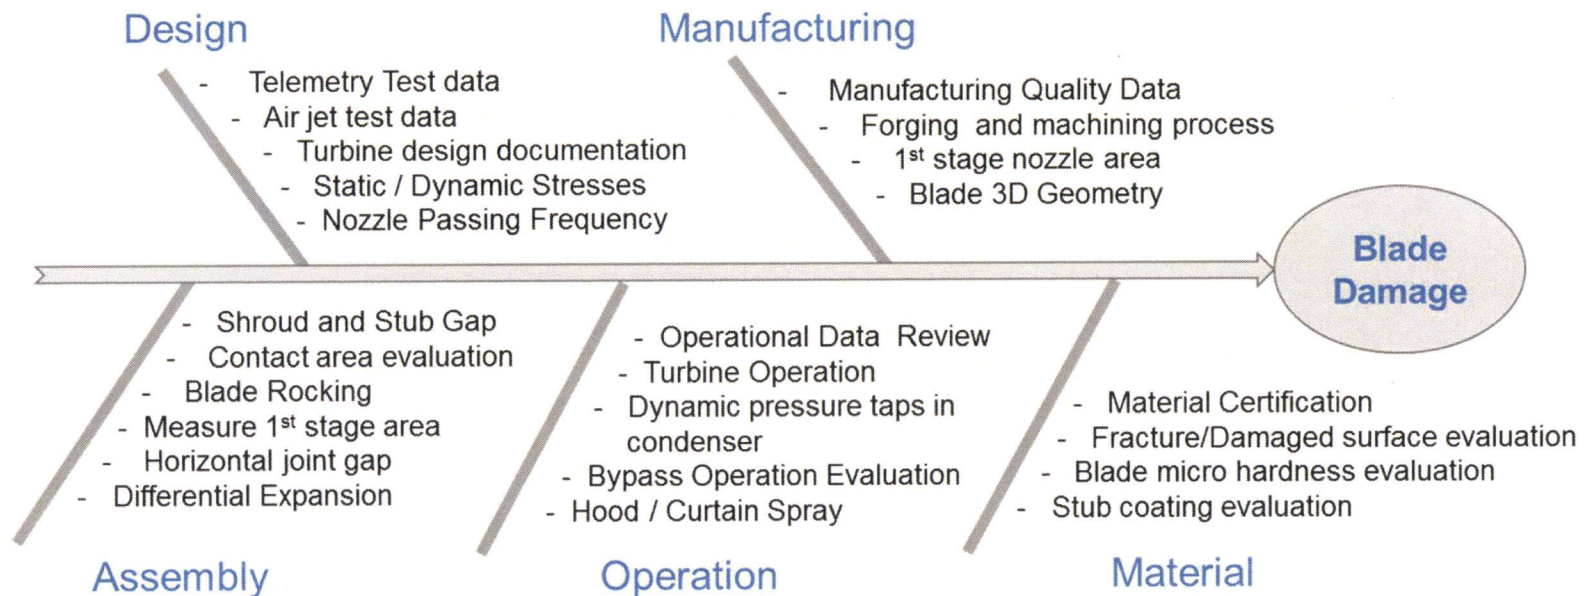 Design
- Telemetry Test data
- Air jet test data
- Turbine design documentation
- Static / Dynamic Stresses
- Nozzle Passing Frequency
Manufacturing
- Manufacturing Quality Data
- Forging and machining process
- 1st stage nozzle area
- Blade 3D Geometry
Blade
Damage
- Shroud and Stub Gap
- Contact area evaluation
- Blade Rocking
- Measure 1st stage area
- Horizontal joint gap
- Differential Expansion
Assembly
- Operational Data Review
- Turbine Operation
- Dynamic pressure taps in
condenser
- Bypass Operation Evaluation
- Hood / Curtain Spray
Operation
- Material Certification
- Fracture/Damaged surface evaluation
- Blade micro hardness evaluation
- Stub coating evaluation
Material